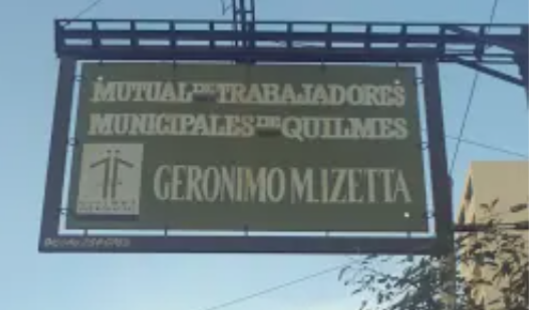 MUTUAL DE TRABAJADORES
MUNICIPALES DE QUILMES
GERONIMO M. IZETTA